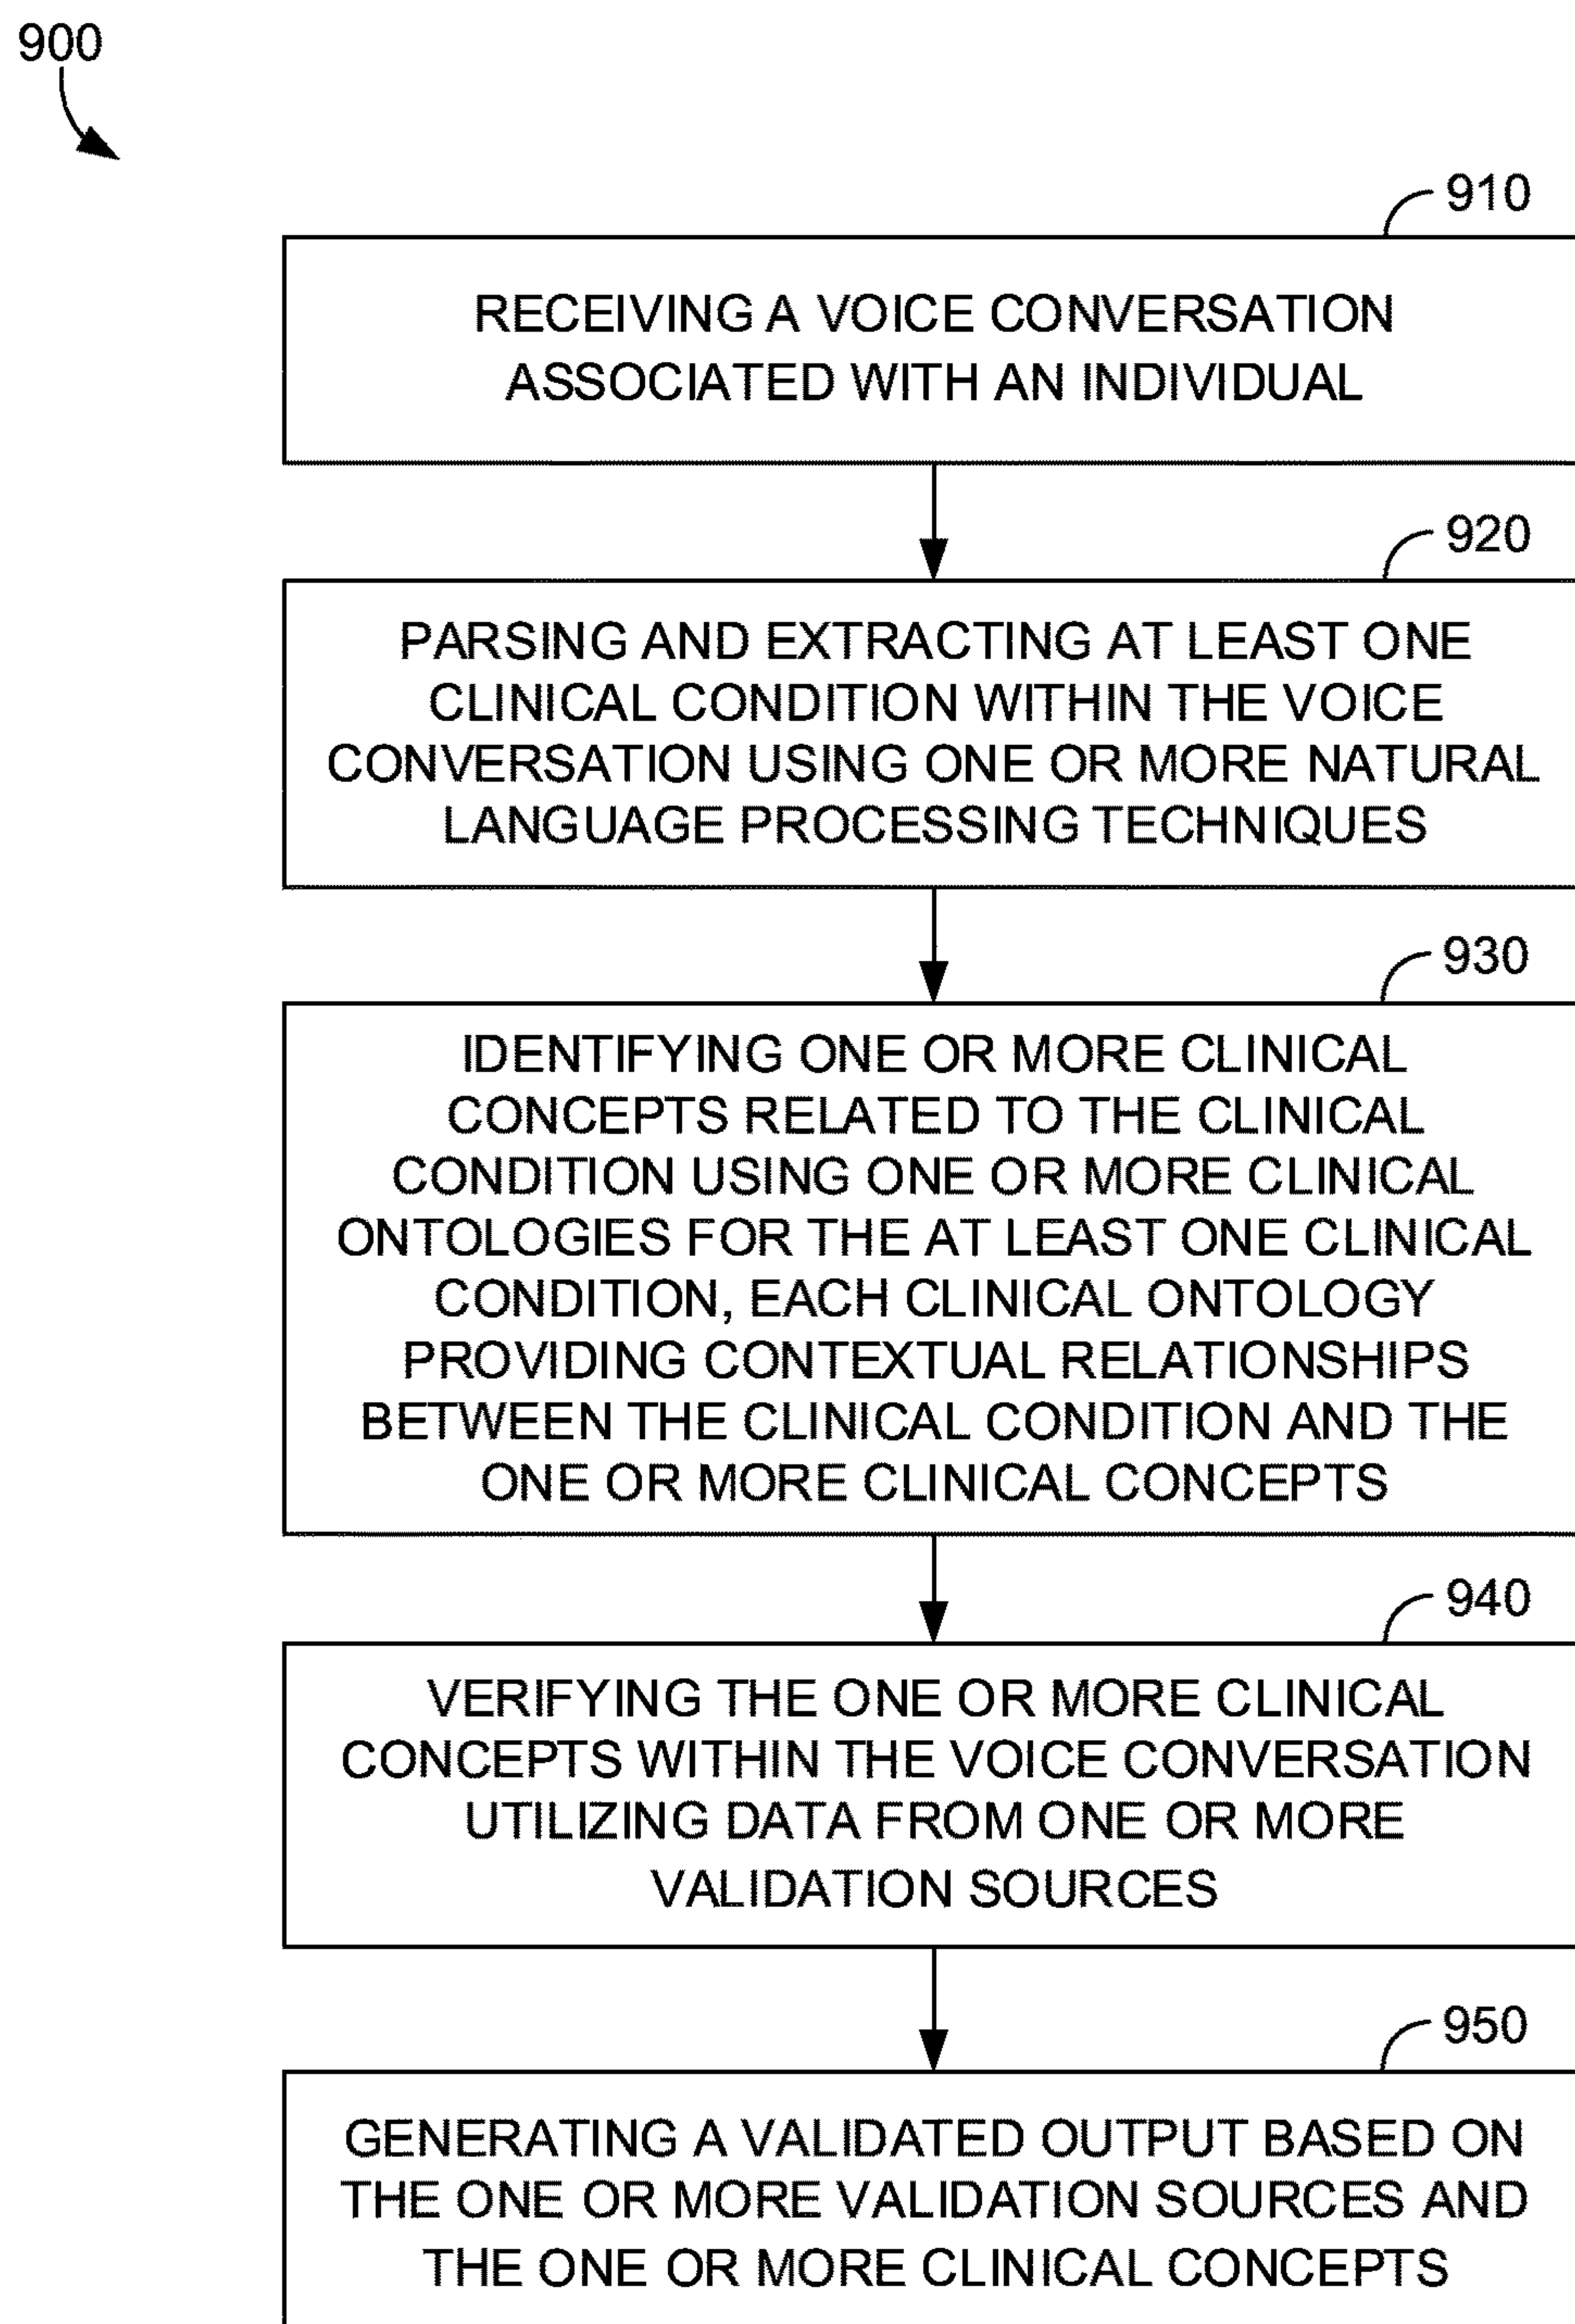 900
910
RECEIVING A VOICE CONVERSATION
ASSOCIATED WITH AN INDIVIDUAL
920
PARSING AND EXTRACTING AT LEAST ONE
CLINICAL CONDITION WITHIN THE VOICE
CONVERSATION USING ONE OR MORE NATURAL
LANGUAGE PROCESSING TECHNIQUES
930
IDENTIFYING ONE OR MORE CLINICAL
CONCEPTS RELATED TO THE CLINICAL
CONDITION USING ONE OR MORE CLINICAL
ONTOLOGIES FOR THE AT LEAST ONE CLINICAL
CONDITION, EACH CLINICAL ONTOLOGY
PROVIDING CONTEXTUAL RELATIONSHIPS
BETWEEN THE CLINICAL CONDITION AND THE
ONE OR MORE CLINICAL CONCEPTS
940
VERIFYING THE ONE OR MORE CLINICAL
CONCEPTS WITHIN THE VOICE CONVERSATION
UTILIZING DATA FROM ONE OR MORE
VALIDATION SOURCES
950
GENERATING A VALIDATED OUTPUT BASED ON
THE ONE OR MORE VALIDATION SOURCES AND
THE ONE OR MORE CLINICAL CONCEPTS